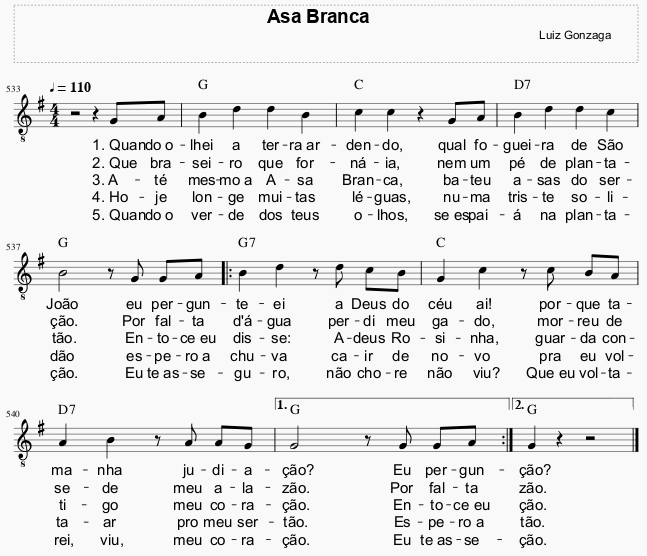 Asa Branca
Luiz Gonzaga
♩ = 110
533
G C D7
1. Quando o – lhei a ter – ra ar – den – do, qual fo – guei – ra de São
2. Que bra – sei – ro que for – ná – ia, nem um pé de plan – ta –
3. A – té mes – mo a A – sa Bran – ca, ba – teu a – sas do ser –
4. Ho – je lon – ge mui – tas lé – guas, nu – ma tris – te so – li –
5. Quando o ver – de dos teus o – lhos, se espai – á na plan – ta –
537
G G7 C
João eu per – gun – te – ei a Deus do céu ai! por – que ta –
ção. Por fal – ta d'á – gua per – di meu ga – do, mor – reu de
tão. En – to – ce eu dis – se: A – deus Ro – si – nha, guar – da con –
dão es – pe – ro a chu – va ca – ir de no – vo pra eu vol –
ção. Eu te as – se – gu – ro, não cho – re não viu? Que eu vol – ta –
540
D7 1. G 2. G
ma – nha ju – di – a – ção? Eu per – gun – ção?
se – de meu a – la – zão. Por fal – ta zão.
ti – go meu co – ra – ção. En – to – ce eu ção.
ta – ar pro meu ser – tão. Es – pe – ro a tão.
rei, viu, meu co – ra – ção. Eu te as – se – ção.